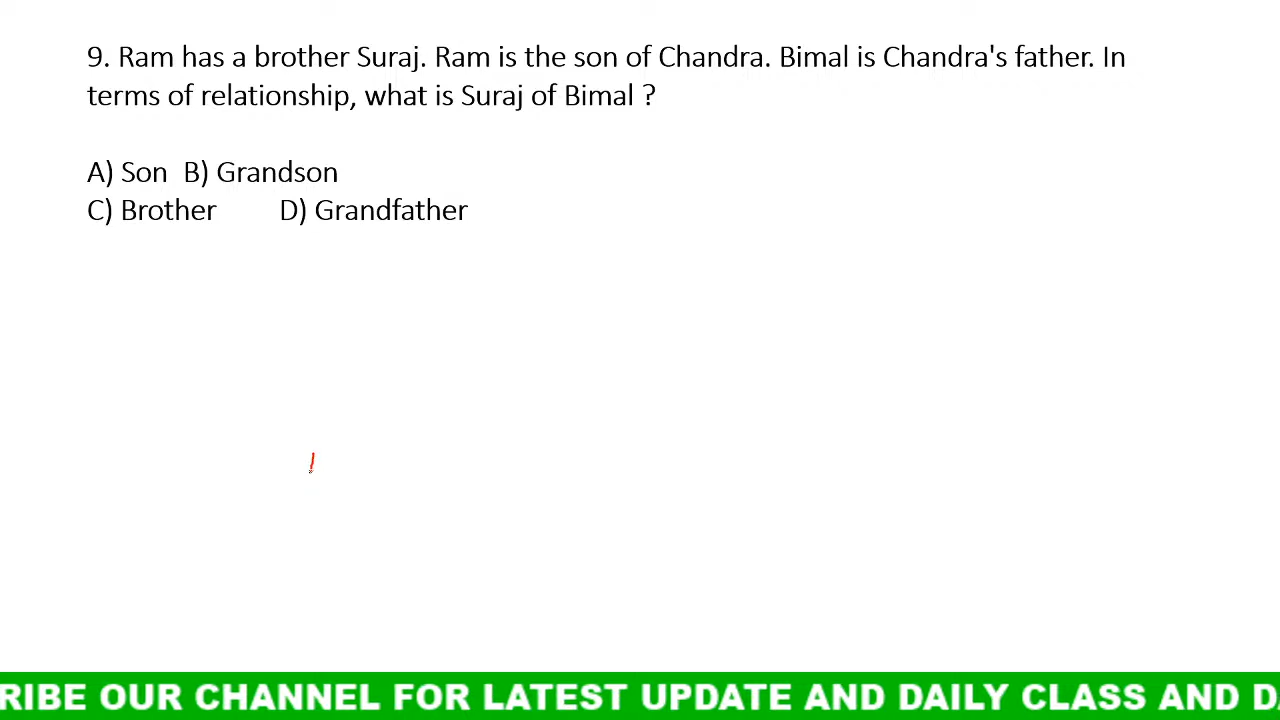 9. Ram has a brother Suraj. Ram is the son of Chandra. Bimal is Chandra's father. In
terms of relationship, what is Suraj of Bimal ?
A) Son B) Grandson
C) Brother D) Grandfather
RIBE OUR CHANNEL FOR LATEST UPDATE AND DAILY CLASS AND D